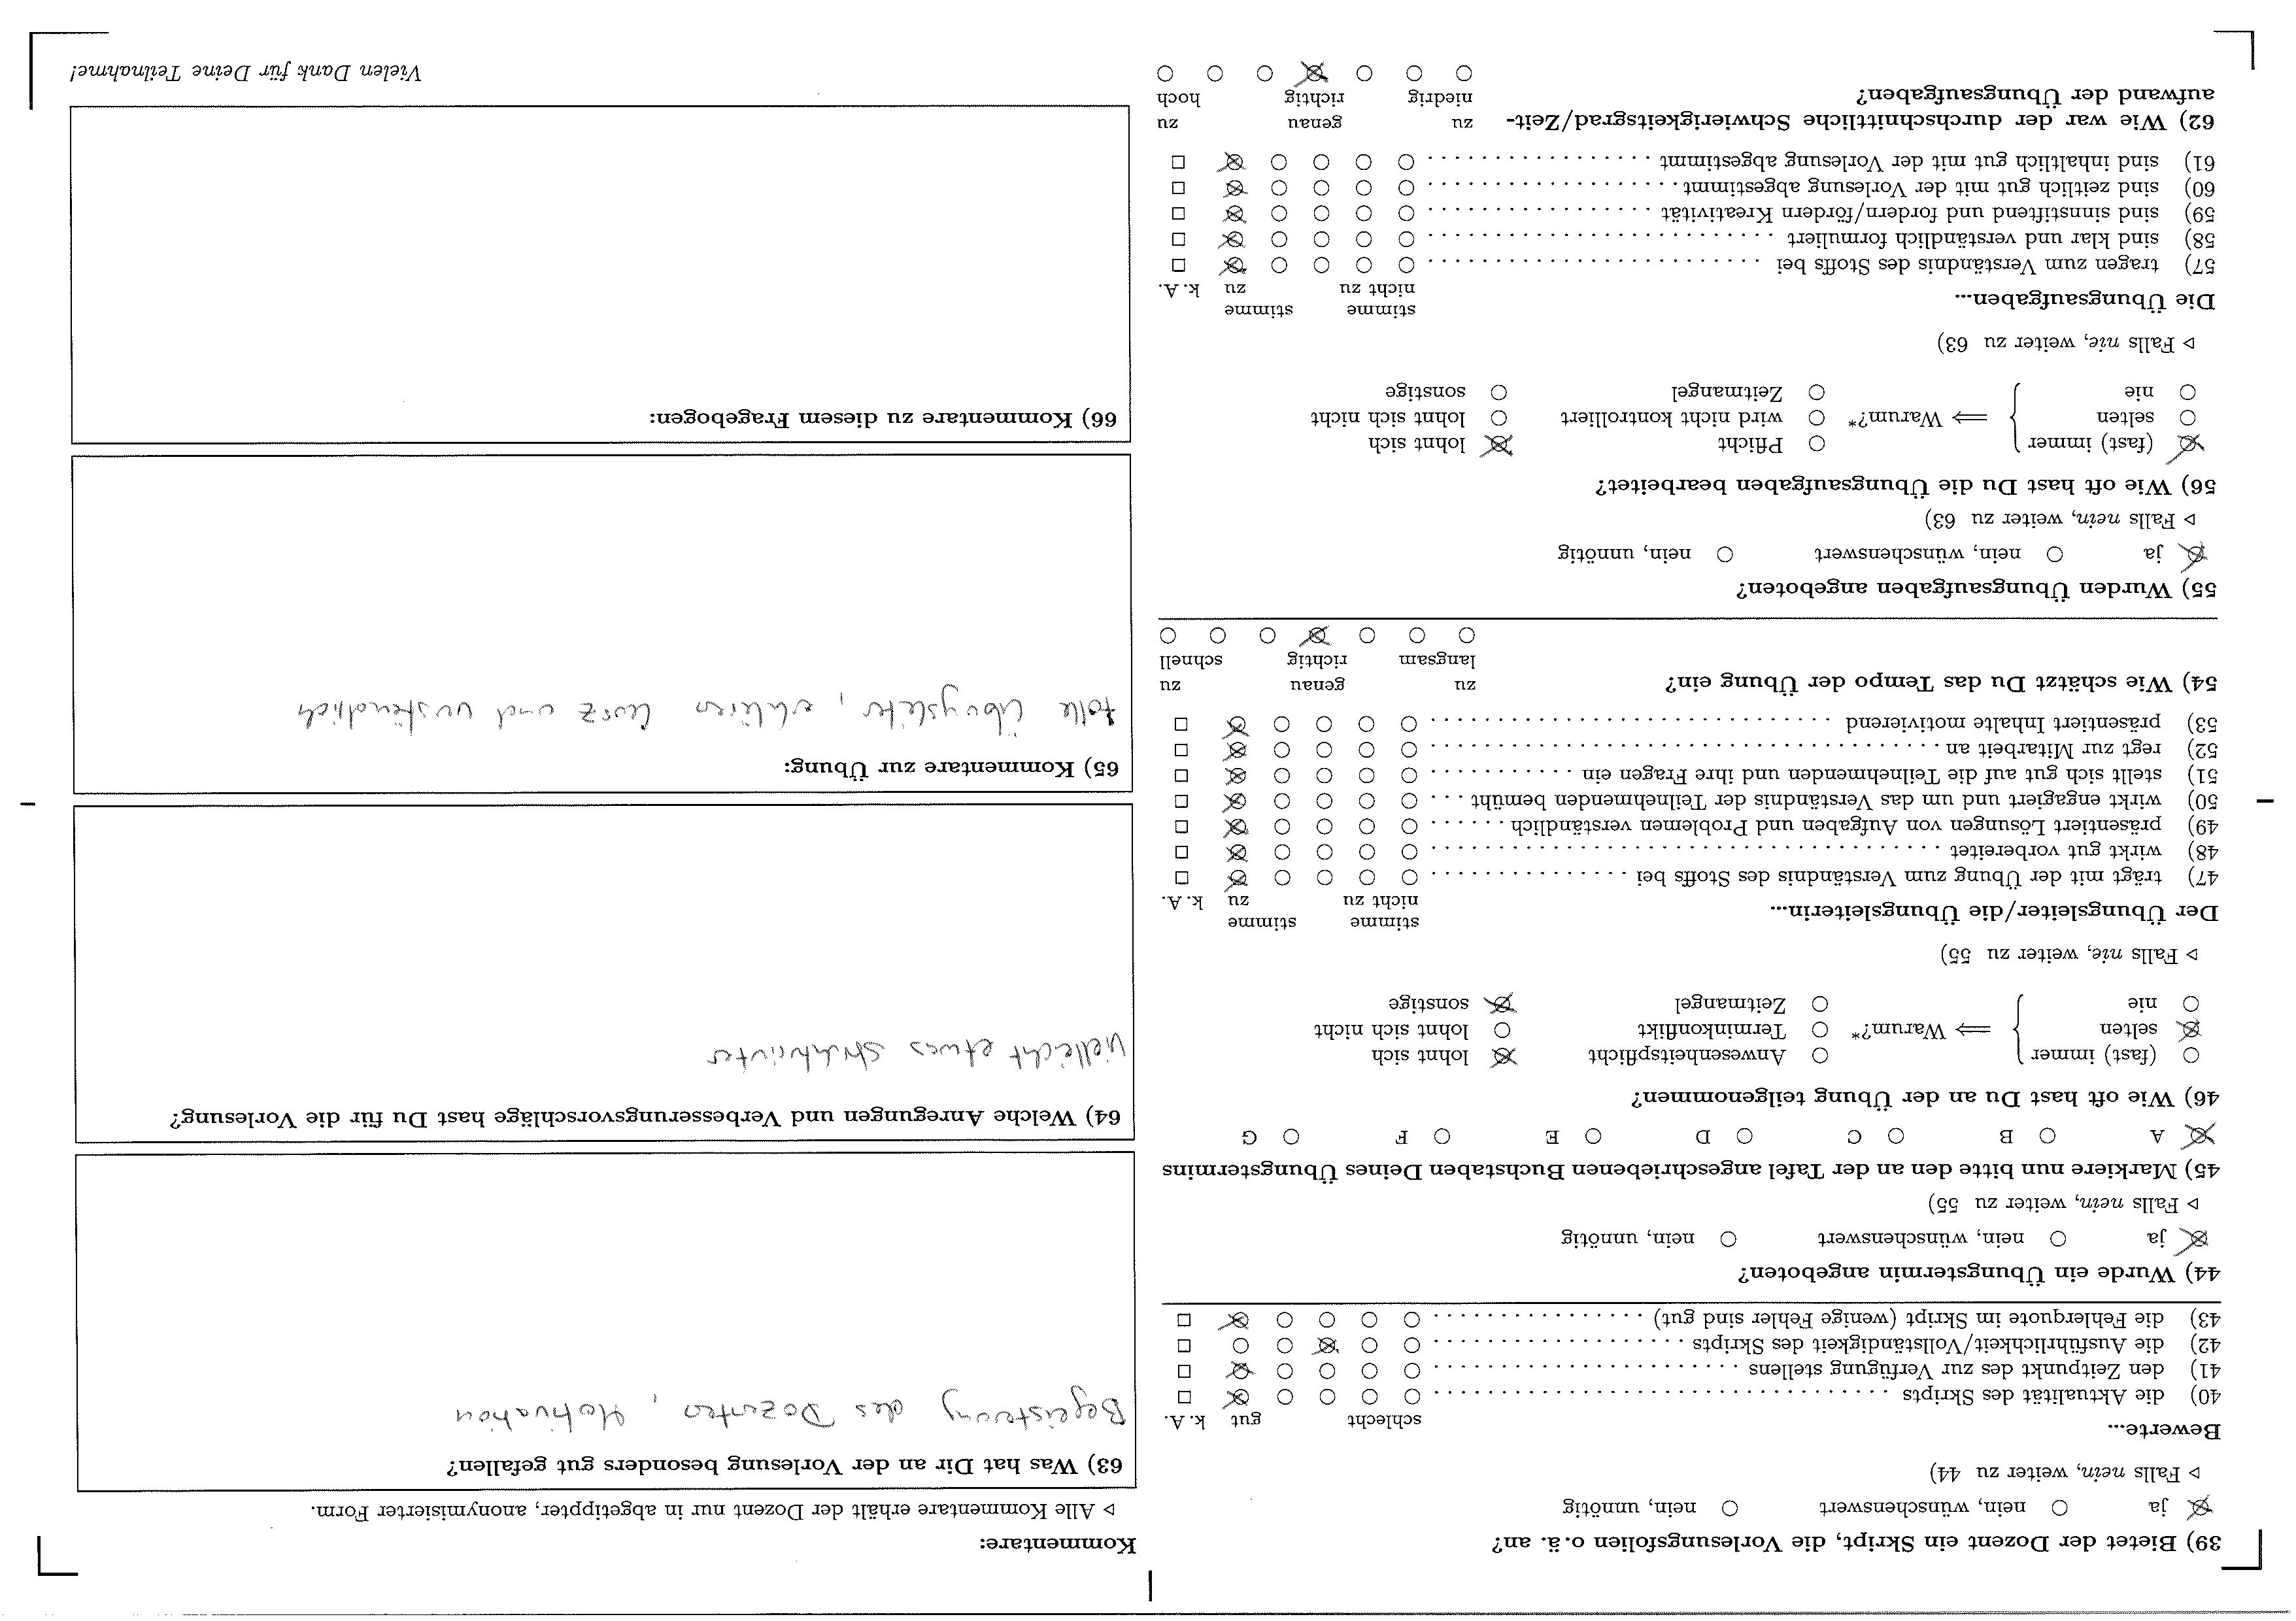 39) Bietet der Dozent ein Skript, die Vorlesungsfolien o.ä. an?
ja nein, wünschenswert nein, unnötig
▷ Falls nein, weiter zu 44)
Bewerte...
schlecht gut k. A.
40) die Aktualität des Skripts
41) den Zeitpunkt des zur Verfügung stellens
42) die Ausführlichkeit/Vollständigkeit des Skripts
43) die Fehlerquote im Skript (wenige Fehler sind gut)
44) Wurde ein Übungstermin angeboten?
ja nein, wünschenswert nein, unnötig
▷ Falls nein, weiter zu 55)
45) Markiere nun bitte den an der Tafel angeschriebenen Buchstaben Deines Übungstermins
A B C D E F G
46) Wie oft hast Du an der Übung teilgenommen?
(fast) immer Anwesenheitspflicht lohnt sich
selten ⟹ Warum?* Terminkonflikt lohnt sich nicht
nie Zeitmangel sonstige
▷ Falls nie, weiter zu 55)
Der Übungsleiter/die Übungsleiterin...
stimme stimme
nicht zu zu k. A.
47) trägt mit der Übung zum Verständnis des Stoffs bei
48) wirkt gut vorbereitet
49) präsentiert Lösungen von Aufgaben und Problemen verständlich
50) wirkt engagiert und um das Verständnis der Teilnehmenden bemüht
51) stellt sich gut auf die Teilnehmenden und ihre Fragen ein
52) regt zur Mitarbeit an
53) präsentiert Inhalte motivierend
54) Wie schätzt Du das Tempo der Übung ein?
zu genau zu
langsam richtig schnell
55) Wurden Übungsaufgaben angeboten?
ja nein, wünschenswert nein, unnötig
▷ Falls nein, weiter zu 63)
56) Wie oft hast Du die Übungsaufgaben bearbeitet?
(fast) immer Pflicht lohnt sich
selten ⟹ Warum?* wird nicht kontrolliert lohnt sich nicht
nie Zeitmangel sonstige
▷ Falls nie, weiter zu 63)
Die Übungsaufgaben...
stimme stimme
nicht zu zu k. A.
57) tragen zum Verständnis des Stoffs bei
58) sind klar und verständlich formuliert
59) sind sinnstiftend und fordern/fördern Kreativität
60) sind zeitlich gut mit der Vorlesung abgestimmt
61) sind inhaltlich gut mit der Vorlesung abgestimmt
62) Wie war der durchschnittliche Schwierigkeitsgrad/Zeit-
aufwand der Übungsaufgaben?
zu genau zu
niedrig richtig hoch
Kommentare:
▷ Alle Kommentare erhält der Dozent nur in abgetippter, anonymisierter Form.
63) Was hat Dir an der Vorlesung besonders gut gefallen?
Begeisterung des Dozenten, Motivation
64) Welche Anregungen und Verbesserungsvorschläge hast Du für die Vorlesung?
vielleicht etwas strukturierter
65) Kommentare zur Übung:
tolle Übungsleiter, erklären kurz und verständlich
66) Kommentare zu diesem Fragebogen:
Vielen Dank für Deine Teilnahme!